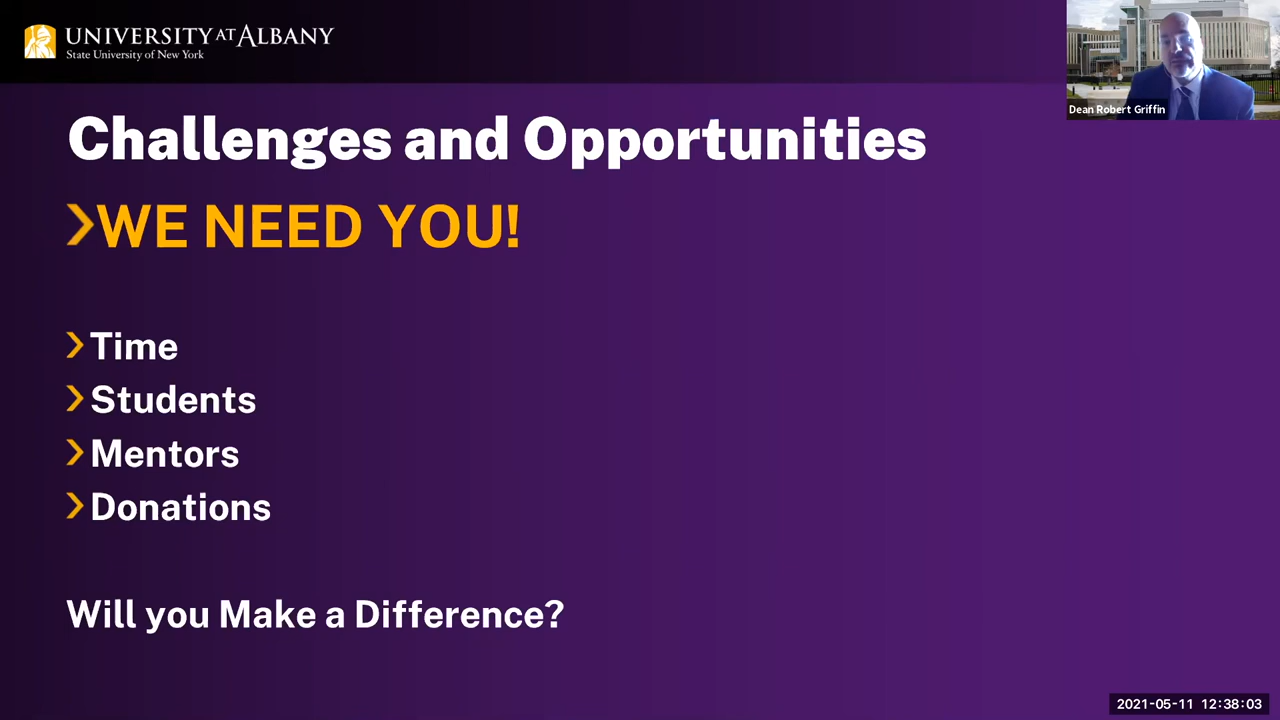 UNIVERSITY AT ALBANY
State University of New York
Dean Robert Griffin
Challenges and Opportunities
WE NEED YOU!
Time
Students
Mentors
Donations
Will you Make a Difference?
2021-05-11 12:38:03